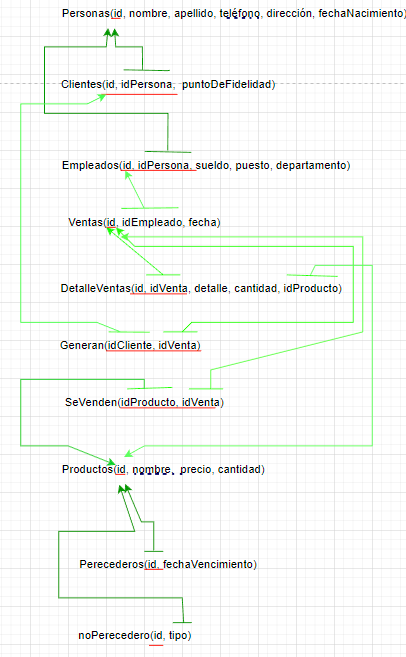 Personas(id, nombre, apellido, teléfono, dirección, fechaNacimiento)
Clientes(id, idPersona, puntoDeFidelidad)
Empleados(id, idPersona, sueldo, puesto, departamento)
Ventas(id, idEmpleado, fecha)
DetalleVentas(id, idVenta, detalle, cantidad, idProducto)
Generan(idCliente, idVenta)
SeVenden(idProducto, idVenta)
Productos(id, nombre, precio, cantidad)
Perecederos(id, fechaVencimiento)
noPerecedero(id, tipo)